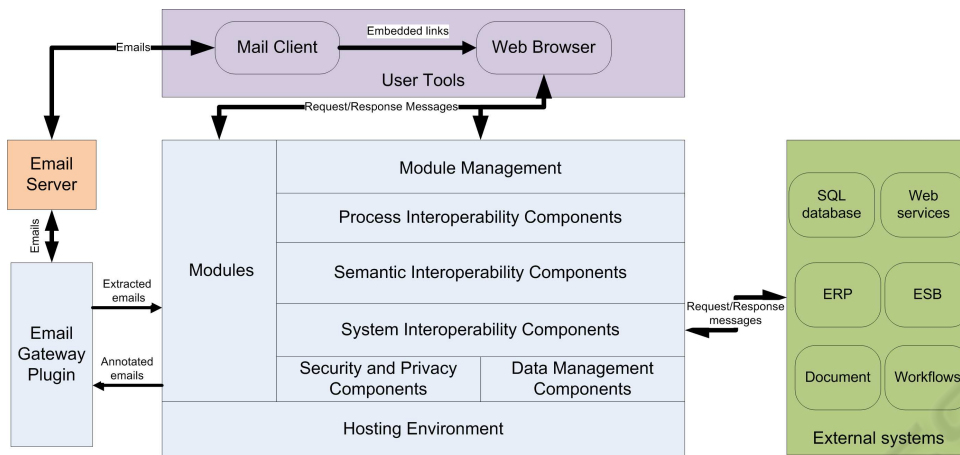 Emails
Mail Client
Embedded links
Web Browser
User Tools
Request/Response Messages
Email
Server
Emails
Email
Gateway
Plugin
Extracted
emails
Annotated
emails
Modules
Module Management
Process Interoperability Components
Semantic Interoperability Components
System Interoperability Components
Security and Privacy
Components
Data Management
Components
Hosting Environment
Request/Response
messages
SQL
database
Web
services
ERP
ESB
Document
Workflows
External systems